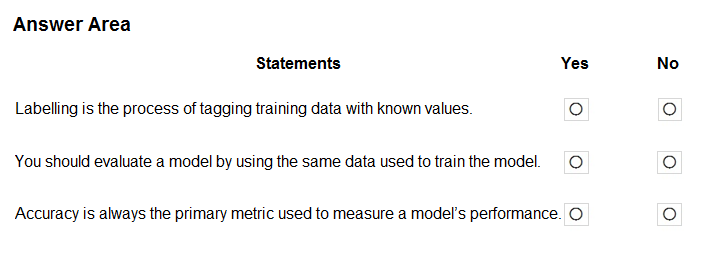 Answer Area
Statements Yes No
Labelling is the process of tagging training data with known values.
You should evaluate a model by using the same data used to train the model.
Accuracy is always the primary metric used to measure a model’s performance.